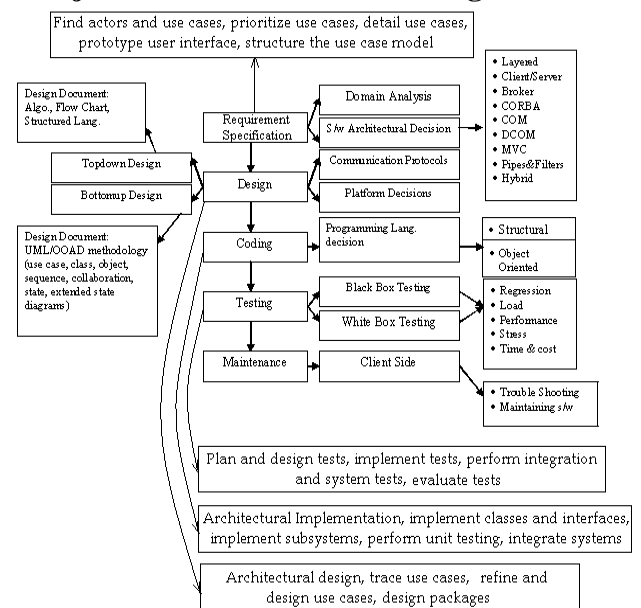 Find actors and use cases, prioritize use cases, detail use cases,
prototype user interface, structure the use case model
Design Document:
Algo., Flow Chart,
Structured Lang.
Requirement
Specification
Domain Analysis
S/w Architectural Decision
• Layered
• Client/Server
• Broker
• CORBA
• COM
• DCOM
• MVC
• Pipes&Filters
• Hybrid
Topdown Design
Bottomup Design
Design
Communication Protocols
Platform Decisions
Design Document:
UML/OOAD methodology
(use case, class, object,
sequence, collaboration,
state, extended state
diagrams)
Coding
Programming Lang.
decision
• Structural
• Object
Oriented
Testing
Black Box Testing
White Box Testing
• Regression
• Load
• Performance
• Stress
• Time & cost
Maintenance
Client Side
• Trouble Shooting
• Maintaining s/w
Plan and design tests, implement tests, perform integration
and system tests, evaluate tests
Architectural Implementation, implement classes and interfaces,
implement subsystems, perform unit testing, integrate systems
Architectural design, trace use cases, refine and
design use cases, design packages